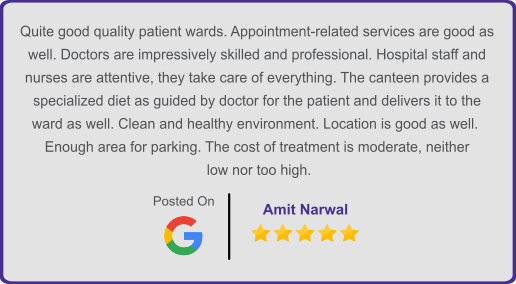 Quite good quality patient wards. Appointment-related services are good as
well. Doctors are impressively skilled and professional. Hospital staff and
nurses are attentive, they take care of everything. The canteen provides a
specialized diet as guided by doctor for the patient and delivers it to the
ward as well. Clean and healthy environment. Location is good as well.
Enough area for parking. The cost of treatment is moderate, neither
low nor too high.
Posted On
Amit Narwal